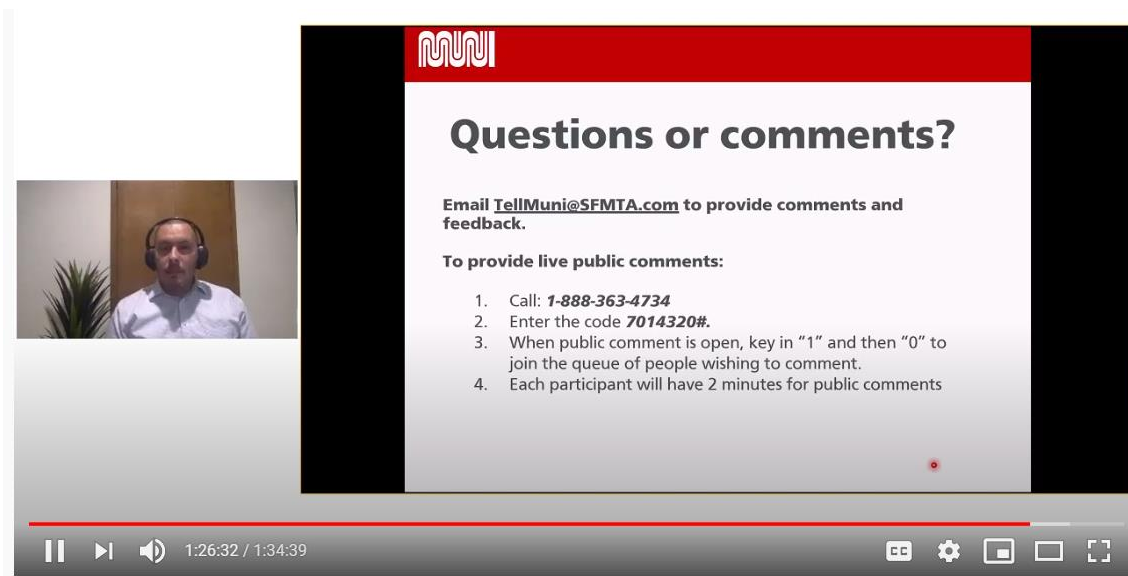 MUNI
Questions or comments?
Email TellMuni@SFMTA.com to provide comments and
feedback.
To provide live public comments:
1. Call: 1-888-363-4734
2. Enter the code 7014320#.
3. When public comment is open, key in “1” and then “0” to
join the queue of people wishing to comment.
4. Each participant will have 2 minutes for public comments
1:26:32 / 1:34:39
CC